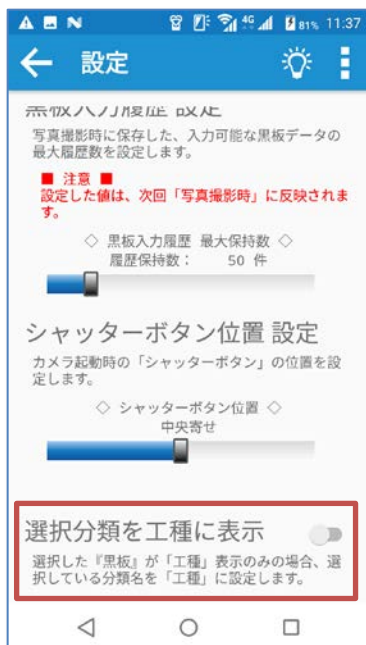 4G 81% 11:37
設定
黒板入力履歴 設定
写真撮影時に保存した、入力可能な黒板データの
最大履歴数を設定します。
■ 注意 ■
設定した値は、次回「写真撮影時」に反映されま
す。
◇ 黒板入力履歴 最大保持数 ◇
履歴保持数： 50 件
シャッターボタン位置 設定
カメラ起動時の「シャッターボタン」の位置を設
定します。
◇ シャッターボタン位置 ◇
中央寄せ
選択分類を工種に表示
選択した『黒板』が「工種」表示のみの場合、選
択している分類名を「工種」に設定します。